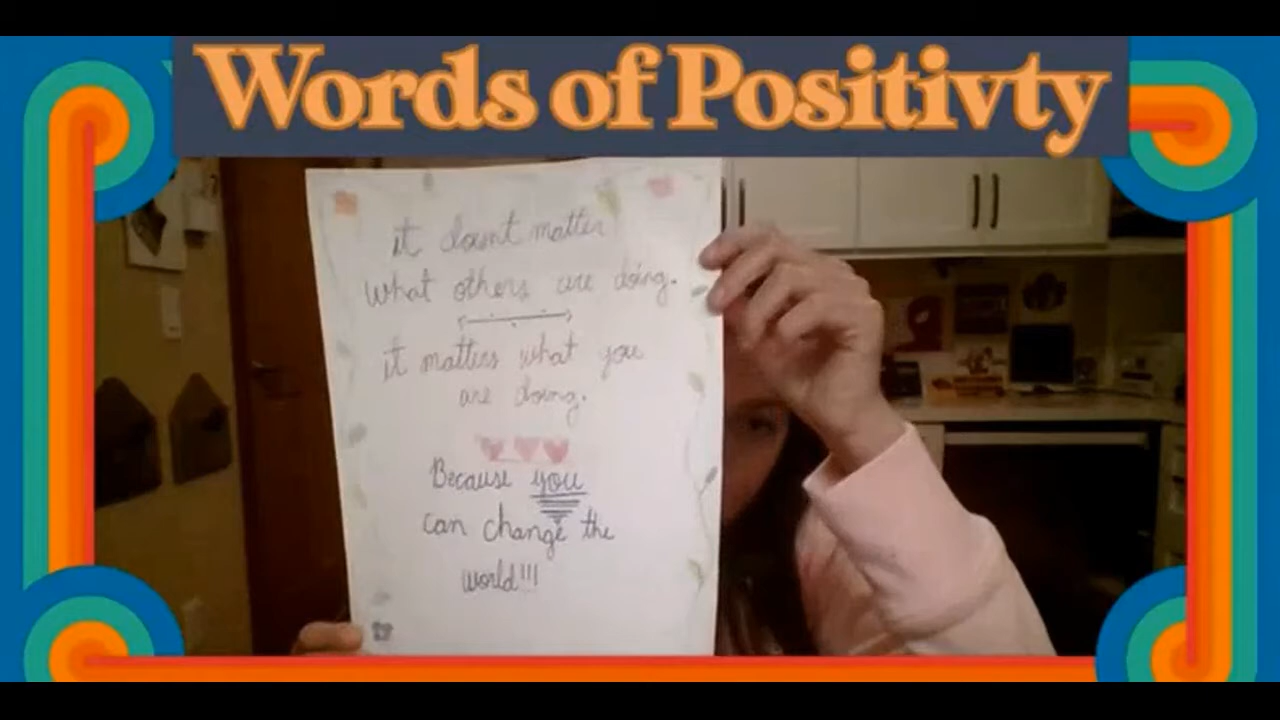 Words of Positivty
it doesnt matter
what others are doing.
it matters what you
are doing.
Because you
can change the
world!!!